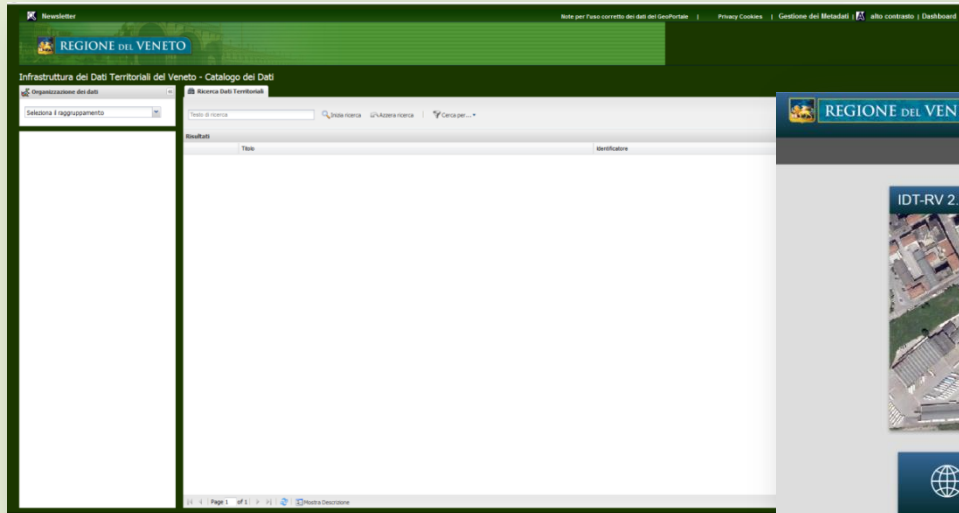 Newsletter
Note per l'uso corretto dei dati del GeoPortale | Privacy Cookies | Gestione dei Metadati | alto contrasto | Dashboard
REGIONE DEL VENETO
Infrastruttura dei Dati Territoriali del Veneto - Catalogo dei Dati
Organizzazione dei dati
Ricerca Dati Territoriali
Seleziona il raggruppamento
Testo di ricerca
Inizia ricerca Azzera ricerca | Cerca per...
Risultati
Titolo Identificatore
Page 1 of 1 | Mostra Descrizione
REGIONE DEL VEN
IDT-RV 2.